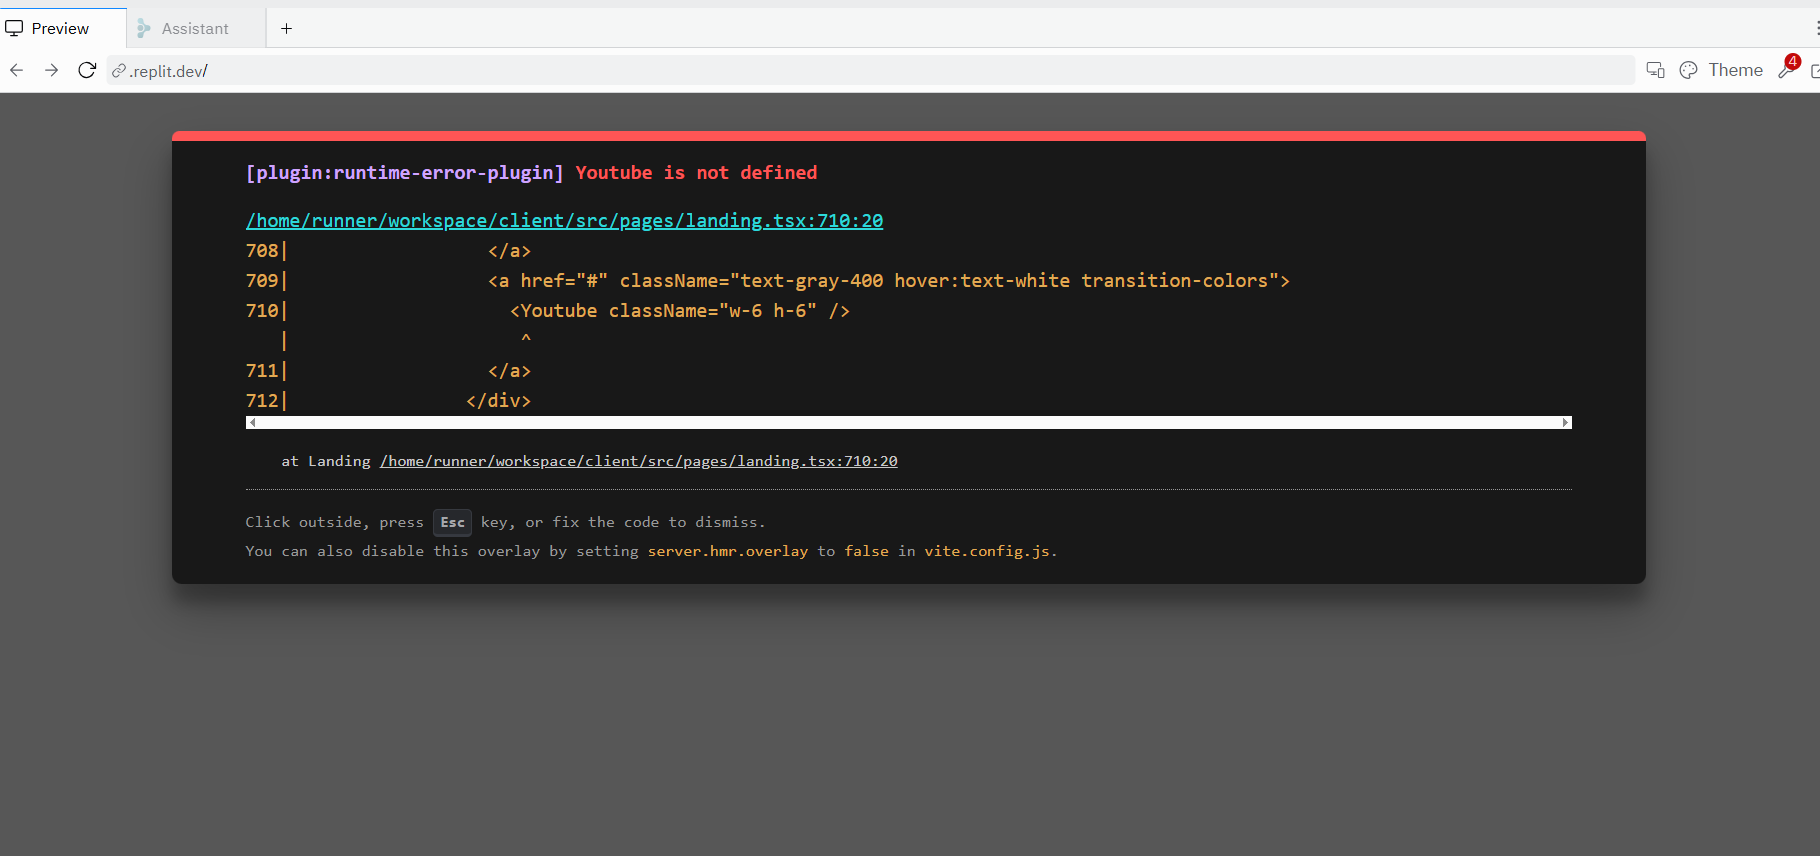 Preview Assistant +
.replit.dev/ Theme 4
[plugin:runtime-error-plugin] Youtube is not defined
/home/runner/workspace/client/src/pages/landing.tsx:710:20
708| </a>
709| <a href="#" className="text-gray-400 hover:text-white transition-colors">
710| <Youtube className="w-6 h-6" />
| ^
711| </a>
712| </div>
at Landing /home/runner/workspace/client/src/pages/landing.tsx:710:20
Click outside, press Esc key, or fix the code to dismiss.
You can also disable this overlay by setting server.hmr.overlay to false in vite.config.js.